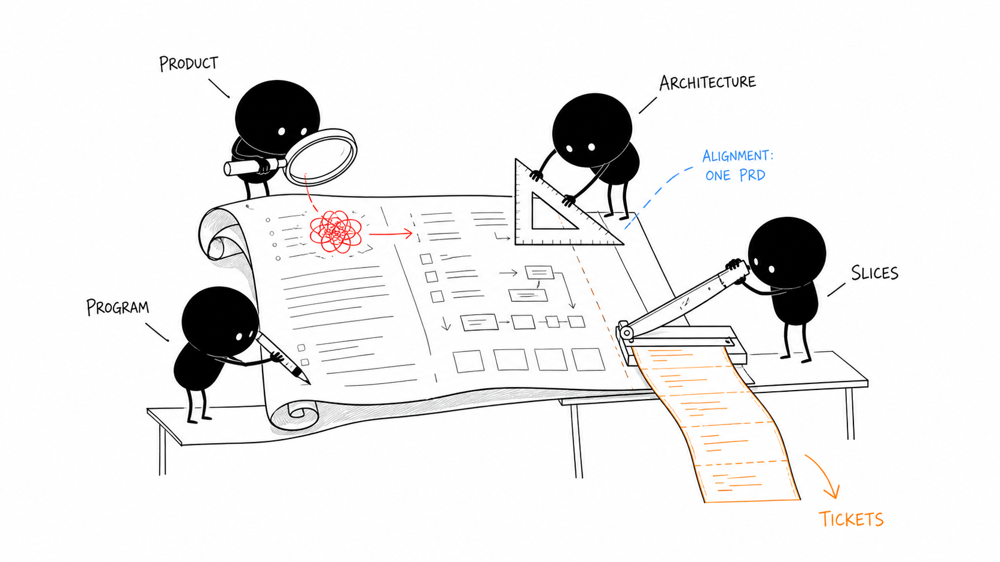 PRODUCT
ARCHITECTURE
ALIGNMENT:
ONE PRD
SLICES
PROGRAM
TICKETS